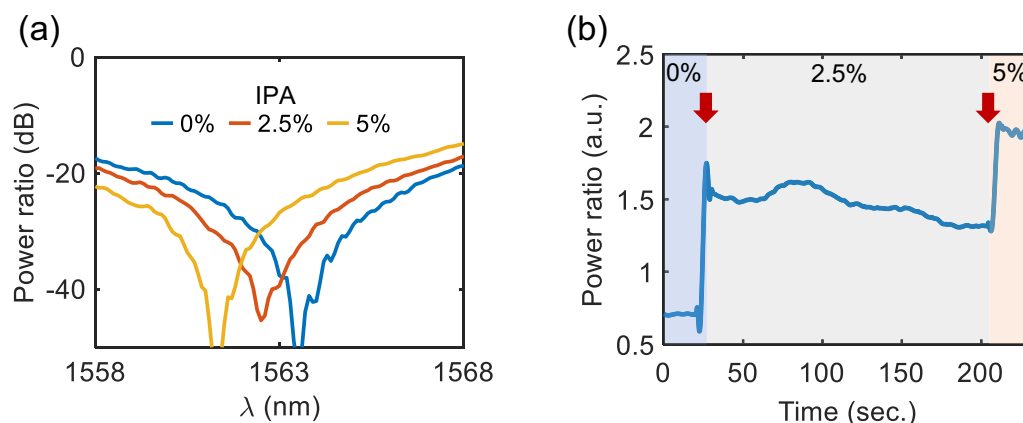 (a)
Power ratio (dB)
0
-20
-40
IPA
0% 2.5% 5%
1558 1563 1568
λ (nm)
(b)
Power ratio (a.u.)
2.5
2
1.5
1
0.5
0% 2.5% 5%
0 50 100 150 200
Time (sec.)